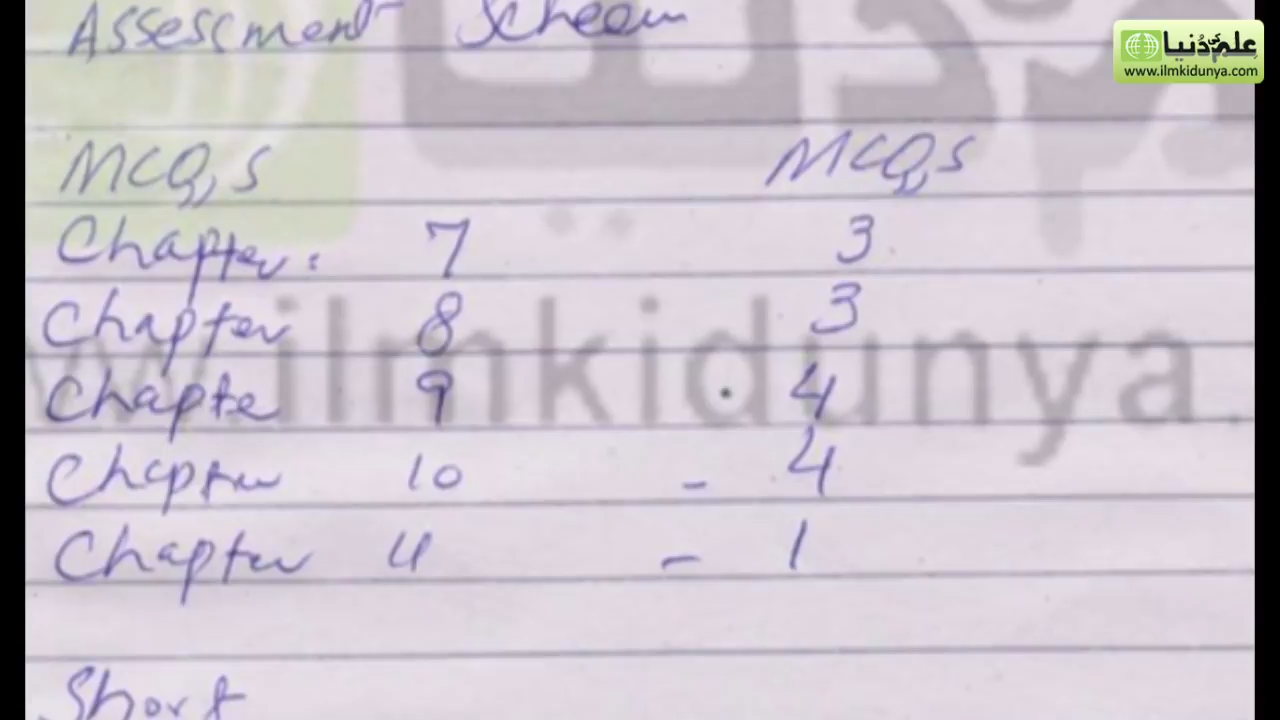 Assessment Scheem
علم کی دُنیا
www.ilmkidunya.com
MCQ,S MCQ,S
Chapter: 7 3
Chapter 8 3
w.ilmkidunya.
Chapte 9 4
Chapter 10 - 4
Chapter 11 - 1
Short